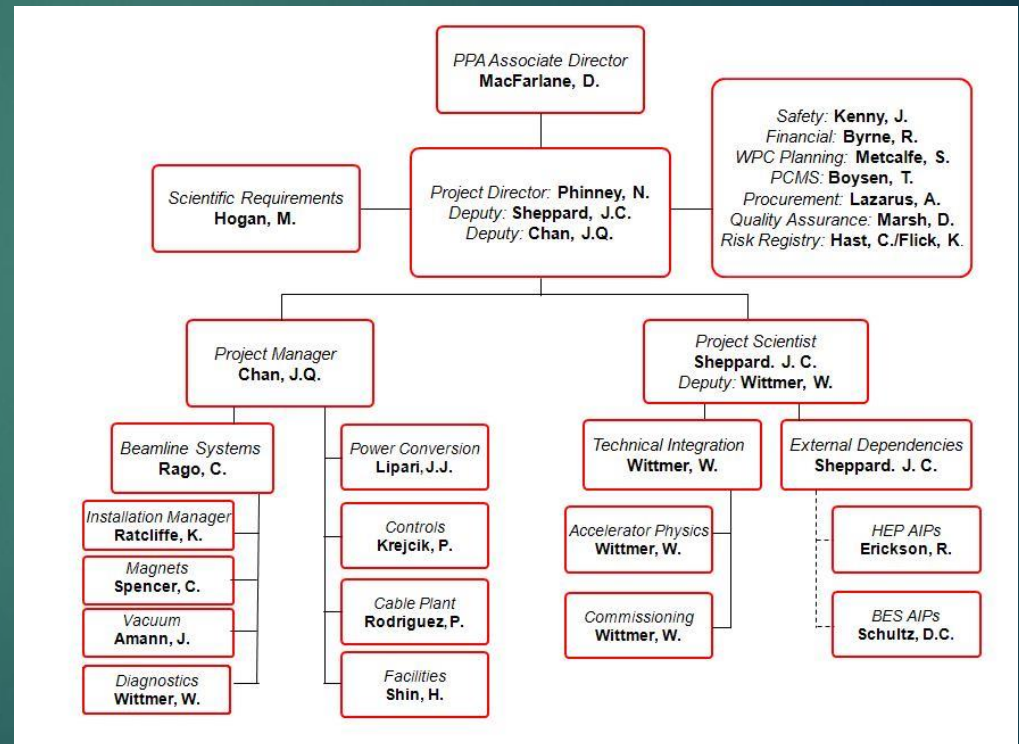 PPA Associate Director
MacFarlane, D.
Safety: Kenny, J.
Financial: Byrne, R.
WPC Planning: Metcalfe, S.
PCMS: Boysen, T.
Procurement: Lazarus, A.
Quality Assurance: Marsh, D.
Risk Registry: Hast, C./Flick, K.
Scientific Requirements
Hogan, M.
Project Director: Phinney, N.
Deputy: Sheppard, J.C.
Deputy: Chan, J.Q.
Project Manager
Chan, J.Q.
Project Scientist
Sheppard. J. C.
Deputy: Wittmer, W.
Beamline Systems
Rago, C.
Installation Manager
Ratcliffe, K.
Magnets
Spencer, C.
Vacuum
Amann, J.
Diagnostics
Wittmer, W.
Power Conversion
Lipari, J.J.
Controls
Krejcik, P.
Cable Plant
Rodriguez, P.
Facilities
Shin, H.
Technical Integration
Wittmer, W.
Accelerator Physics
Wittmer, W.
Commissioning
Wittmer, W.
External Dependencies
Sheppard. J. C.
HEP AIPs
Erickson, R.
BES AIPs
Schultz, D.C.